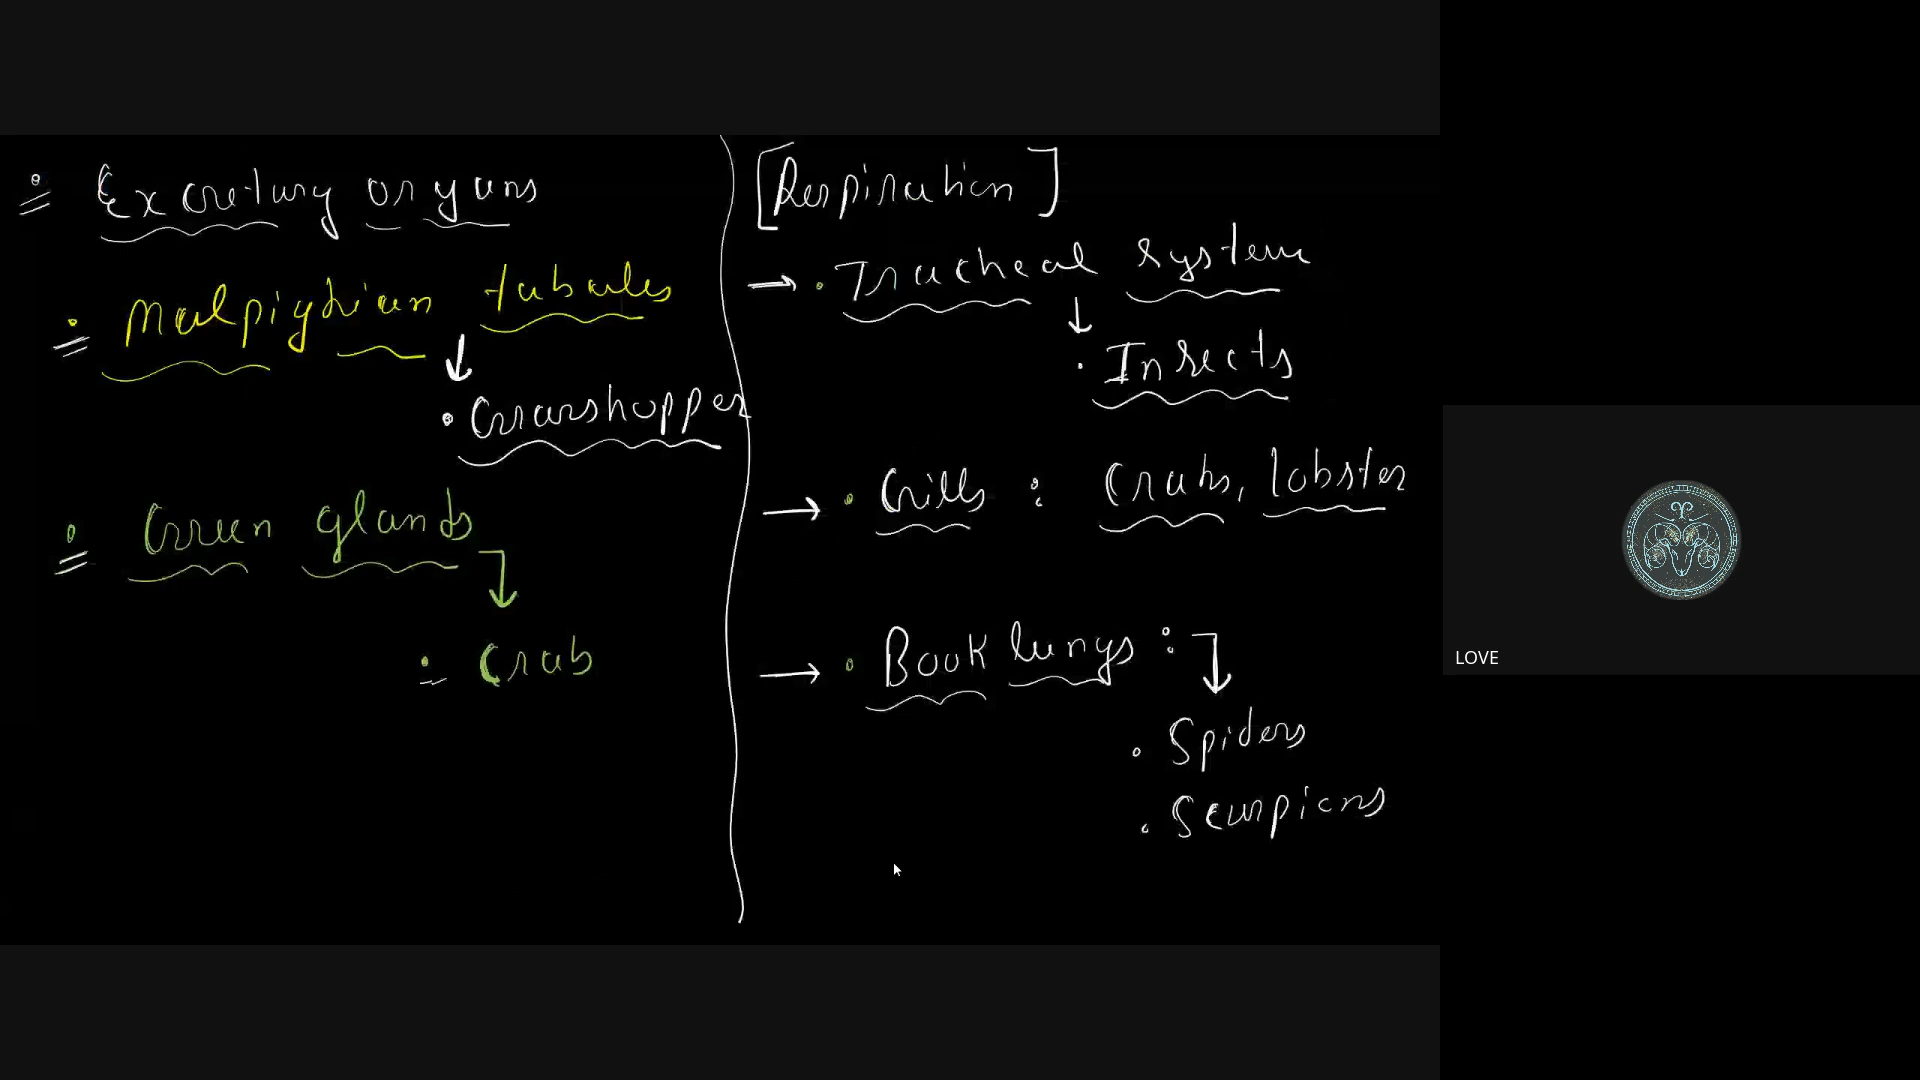 Excretory organs
Malpighian tubules
Grasshopper
Green glands
Crab
[Respiration]
Tracheal system
Insects
Gills : Crabs, lobster
Book lungs :
Spiders
Scorpions
LOVE